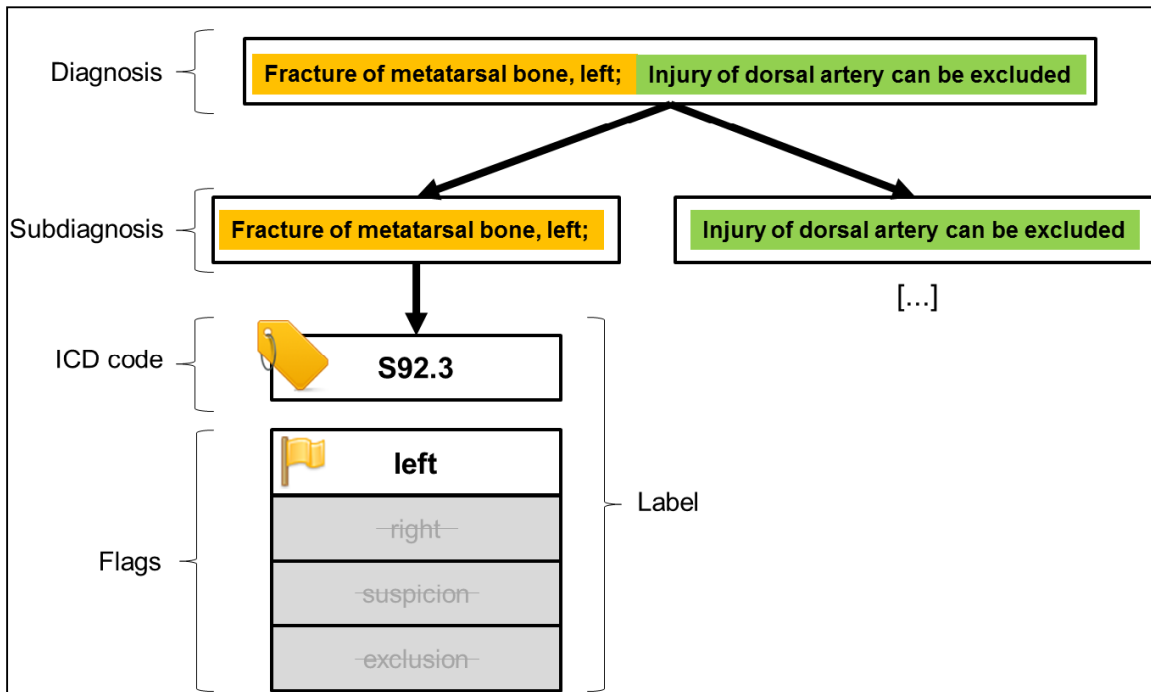 Diagnosis
Fracture of metatarsal bone, left; Injury of dorsal artery can be excluded
Subdiagnosis
Fracture of metatarsal bone, left;
Injury of dorsal artery can be excluded
[...]
ICD code
S92.3
Flags
left
right
suspicion
exclusion
Label